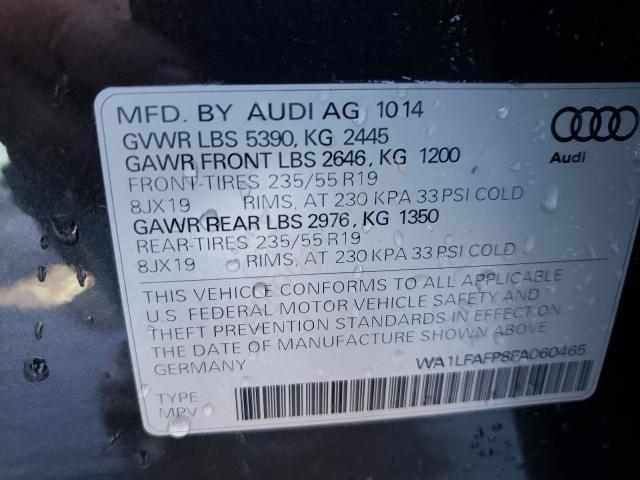 MFD. BY AUDI AG 10 14
GVWR LBS 5390, KG 2445
GAWR FRONT LBS 2646, KG 1200
FRONT-TIRES 235/55 R19
8JX19 RIMS, AT 230 KPA 33 PSI COLD
GAWR REAR LBS 2976, KG 1350
REAR-TIRES 235/55 R19
8JX19 RIMS, AT 230 KPA 33 PSI COLD
Audi
THIS VEHICLE CONFORMS TO ALL APPLICABLE
U.S. FEDERAL MOTOR VEHICLE SAFETY AND
THEFT PREVENTION STANDARDS IN EFFECT ON
THE DATE OF MANUFACTURE SHOWN ABOVE
GERMANY WA1LFAFP8FA060465
TYPE
MPV